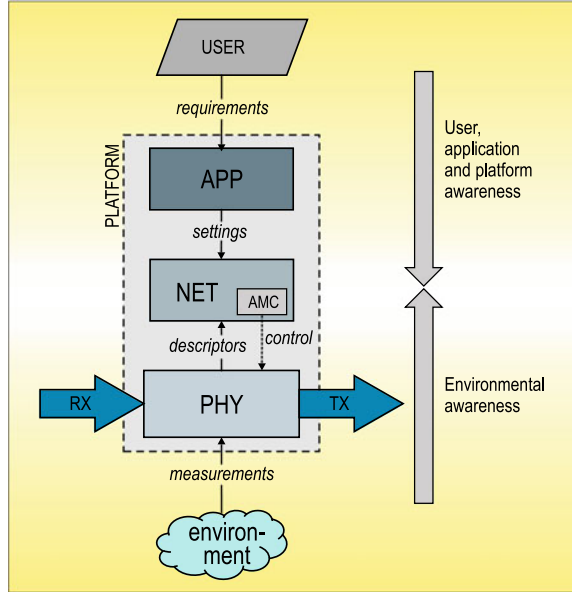 USER
requirements
PLATFORM
APP
settings
NET
AMC
descriptors
control
RX
PHY
TX
measurements
environ-
ment
User,
application
and platform
awareness
Environmental
awareness